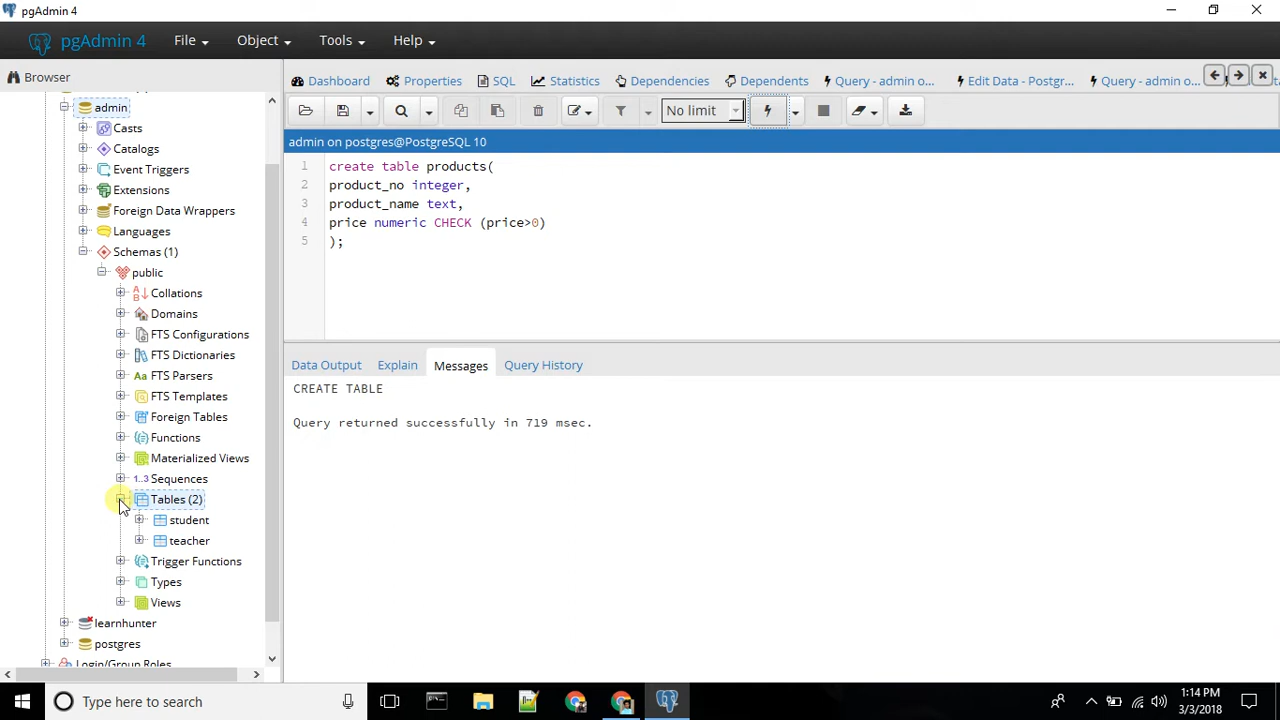 pgAdmin 4
pgAdmin 4
File
Object
Tools
Help
Browser
Dashboard
Properties
SQL
Statistics
Dependencies
Dependents
Query - admin o...
Edit Data - Postgr...
Query - admin o...
No limit
admin on postgres@PostgreSQL 10
1 create table products(
2 product_no integer,
3 product_name text,
4 price numeric CHECK (price>0)
5 );
admin
Casts
Catalogs
Event Triggers
Extensions
Foreign Data Wrappers
Languages
Schemas (1)
public
Collations
Domains
FTS Configurations
FTS Dictionaries
Aa FTS Parsers
FTS Templates
Foreign Tables
Functions
Materialized Views
1..3 Sequences
Tables (2)
student
teacher
Trigger Functions
Types
Views
learnhunter
postgres
Login/Group Roles
Data Output
Explain
Messages
Query History
CREATE TABLE
Query returned successfully in 719 msec.
Type here to search
1:14 PM
3/3/2018